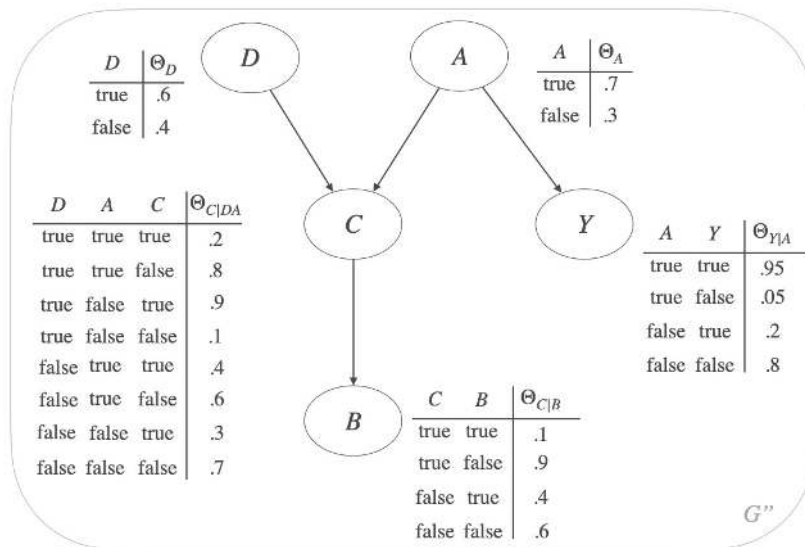 D Θ_D
true .6
false .4
D
A
A Θ_A
true .7
false .3
D A C Θ_{C|DA}
true true true .2
true true false .8
true false true .9
true false false .1
false true true .4
false true false .6
false false true .3
false false false .7
C
Y
A Y Θ_{Y|A}
true true .95
true false .05
false true .2
false false .8
B
C B Θ_{C|B}
true true .1
true false .9
false true .4
false false .6
G”